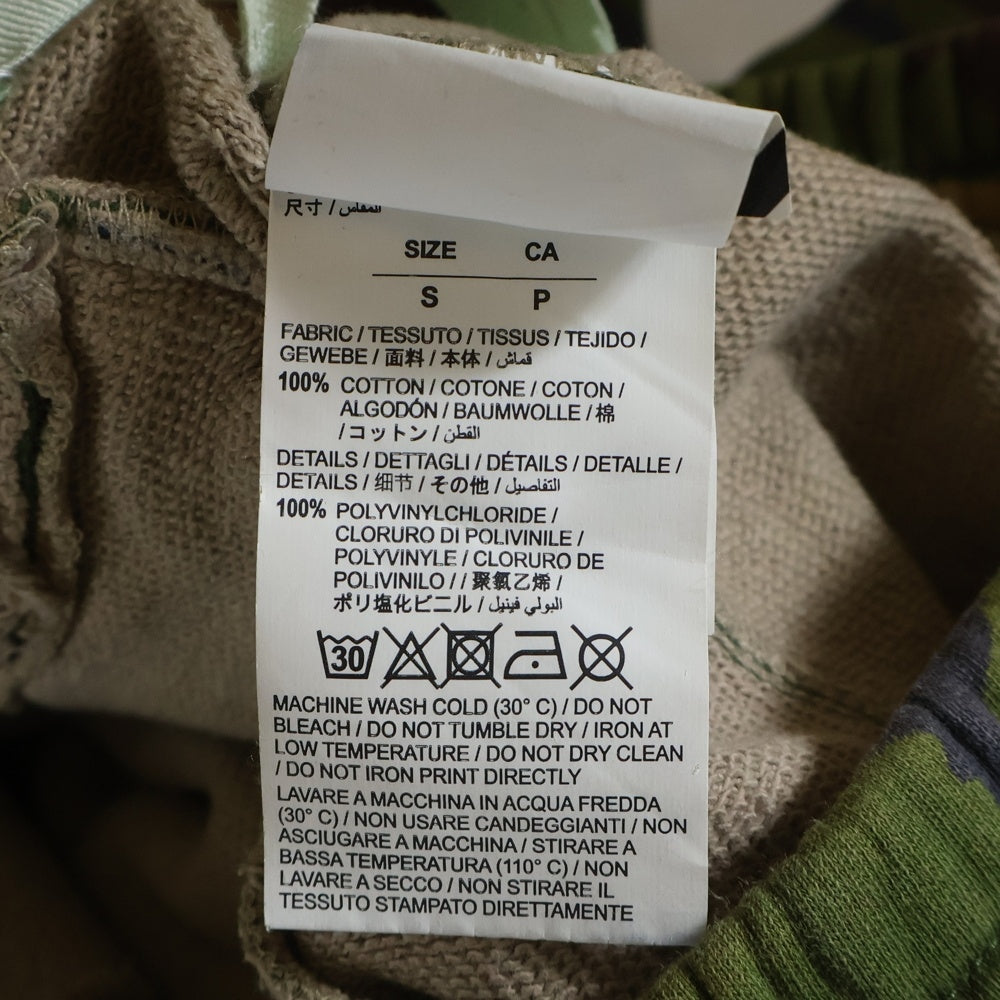 尺寸 / المقاس
SIZE CA
S P
FABRIC / TESSUTO / TISSUS / TEJIDO /
GEWEBE / 面料 / 本体 / قماش
100% COTTON / COTONE / COTON /
ALGODÓN / BAUMWOLLE / 棉
/ コットン / القطن
DETAILS / DETTAGLI / DÉTAILS / DETALLE /
DETAILS / 细节 / その他 / التفاصيل
100% POLYVINYLCHLORIDE /
CLORURO DI POLIVINILE /
POLYVINYLE / CLORURO DE
POLIVINILO / / 聚氯乙烯 /
ポリ塩化ビニル / البولي فينيل
30
MACHINE WASH COLD (30° C) / DO NOT
BLEACH / DO NOT TUMBLE DRY / IRON AT
LOW TEMPERATURE / DO NOT DRY CLEAN
/ DO NOT IRON PRINT DIRECTLY
LAVARE A MACCHINA IN ACQUA FREDDA
(30° C) / NON USARE CANDEGGIANTI / NON
ASCIUGARE A MACCHINA / STIRARE A
BASSA TEMPERATURA (110° C) / NON
LAVARE A SECCO / NON STIRARE IL
TESSUTO STAMPATO DIRETTAMENTE